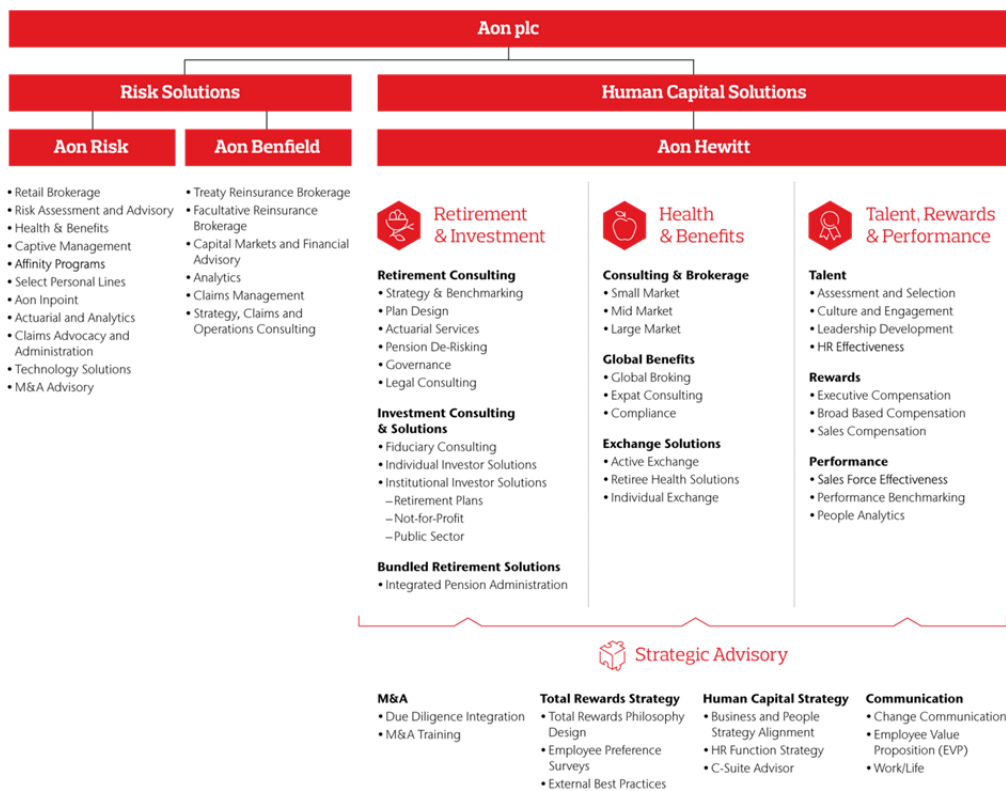 Aon plc
Risk Solutions
Human Capital Solutions
Aon Risk
Aon Benfield
Aon Hewitt
• Retail Brokerage
• Risk Assessment and Advisory
• Health & Benefits
• Captive Management
• Affinity Programs
• Select Personal Lines
• Aon Inpoint
• Actuarial and Analytics
• Claims Advocacy and
Administration
• Technology Solutions
• M&A Advisory
• Treaty Reinsurance Brokerage
• Facultative Reinsurance
Brokerage
• Capital Markets and Financial
Advisory
• Analytics
• Claims Management
• Strategy, Claims and
Operations Consulting
Retirement
& Investment
Retirement Consulting
• Strategy & Benchmarking
• Plan Design
• Actuarial Services
• Pension De-Risking
• Governance
• Legal Consulting
Investment Consulting
& Solutions
• Fiduciary Consulting
• Individual Investor Solutions
• Institutional Investor Solutions
– Retirement Plans
– Not-for-Profit
– Public Sector
Bundled Retirement Solutions
• Integrated Pension Administration
Health
& Benefits
Consulting & Brokerage
• Small Market
• Mid Market
• Large Market
Global Benefits
• Global Broking
• Expat Consulting
• Compliance
Exchange Solutions
• Active Exchange
• Retiree Health Solutions
• Individual Exchange
Talent, Rewards
& Performance
Talent
• Assessment and Selection
• Culture and Engagement
• Leadership Development
• HR Effectiveness
Rewards
• Executive Compensation
• Broad Based Compensation
• Sales Compensation
Performance
• Sales Force Effectiveness
• Performance Benchmarking
• People Analytics
Strategic Advisory
M&A
• Due Diligence Integration
• M&A Training
Total Rewards Strategy
• Total Rewards Philosophy
Design
• Employee Preference
Surveys
• External Best Practices
Human Capital Strategy
• Business and People
Strategy Alignment
• HR Function Strategy
• C-Suite Advisor
Communication
• Change Communication
• Employee Value
Proposition (EVP)
• Work/Life